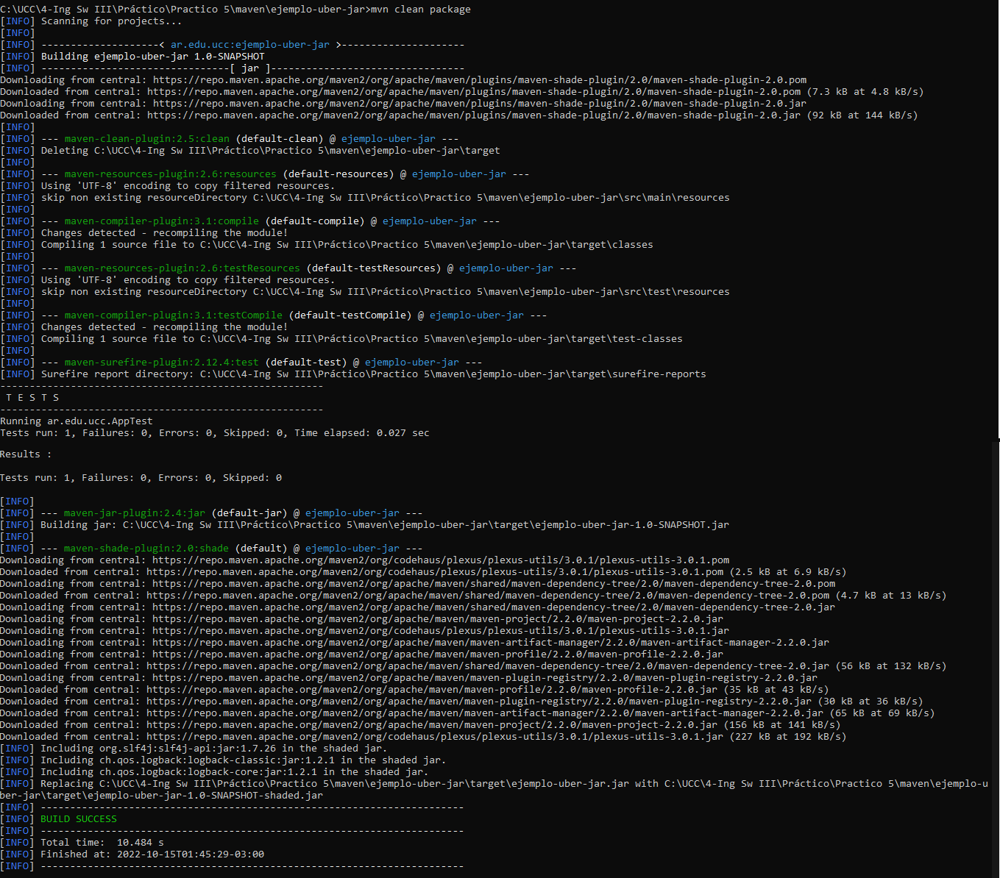 C:\UCC\4-Ing Sw III\Práctico\Practico 5\maven\ejemplo-uber-jar>mvn clean package
[INFO] Scanning for projects...
[INFO]
[INFO] --------------------< ar.edu.ucc:ejemplo-uber-jar >---------------------
[INFO] Building ejemplo-uber-jar 1.0-SNAPSHOT
[INFO] --------------------------------[ jar ]---------------------------------
Downloading from central: https://repo.maven.apache.org/maven2/org/apache/maven/plugins/maven-shade-plugin/2.0/maven-shade-plugin-2.0.pom
Downloaded from central: https://repo.maven.apache.org/maven2/org/apache/maven/plugins/maven-shade-plugin/2.0/maven-shade-plugin-2.0.pom (7.3 kB at 4.8 kB/s)
Downloading from central: https://repo.maven.apache.org/maven2/org/apache/maven/plugins/maven-shade-plugin/2.0/maven-shade-plugin-2.0.jar
Downloaded from central: https://repo.maven.apache.org/maven2/org/apache/maven/plugins/maven-shade-plugin/2.0/maven-shade-plugin-2.0.jar (92 kB at 144 kB/s)
[INFO]
[INFO] --- maven-clean-plugin:2.5:clean (default-clean) @ ejemplo-uber-jar ---
[INFO] Deleting C:\UCC\4-Ing Sw III\Práctico\Practico 5\maven\ejemplo-uber-jar\target
[INFO]
[INFO] --- maven-resources-plugin:2.6:resources (default-resources) @ ejemplo-uber-jar ---
[INFO] Using 'UTF-8' encoding to copy filtered resources.
[INFO] skip non existing resourceDirectory C:\UCC\4-Ing Sw III\Práctico\Practico 5\maven\ejemplo-uber-jar\src\main\resources
[INFO]
[INFO] --- maven-compiler-plugin:3.1:compile (default-compile) @ ejemplo-uber-jar ---
[INFO] Changes detected - recompiling the module!
[INFO] Compiling 1 source file to C:\UCC\4-Ing Sw III\Práctico\Practico 5\maven\ejemplo-uber-jar\target\classes
[INFO]
[INFO] --- maven-resources-plugin:2.6:testResources (default-testResources) @ ejemplo-uber-jar ---
[INFO] Using 'UTF-8' encoding to copy filtered resources.
[INFO] skip non existing resourceDirectory C:\UCC\4-Ing Sw III\Práctico\Practico 5\maven\ejemplo-uber-jar\src\test\resources
[INFO]
[INFO] --- maven-compiler-plugin:3.1:testCompile (default-testCompile) @ ejemplo-uber-jar ---
[INFO] Changes detected - recompiling the module!
[INFO] Compiling 1 source file to C:\UCC\4-Ing Sw III\Práctico\Practico 5\maven\ejemplo-uber-jar\target\test-classes
[INFO]
[INFO] --- maven-surefire-plugin:2.12.4:test (default-test) @ ejemplo-uber-jar ---
[INFO] Surefire report directory: C:\UCC\4-Ing Sw III\Práctico\Practico 5\maven\ejemplo-uber-jar\target\surefire-reports
-------------------------------------------------------
 T E S T S
-------------------------------------------------------
Running ar.edu.ucc.AppTest
Tests run: 1, Failures: 0, Errors: 0, Skipped: 0, Time elapsed: 0.027 sec
Results :
Tests run: 1, Failures: 0, Errors: 0, Skipped: 0
[INFO]
[INFO] --- maven-jar-plugin:2.4:jar (default-jar) @ ejemplo-uber-jar ---
[INFO] Building jar: C:\UCC\4-Ing Sw III\Práctico\Practico 5\maven\ejemplo-uber-jar\target\ejemplo-uber-jar-1.0-SNAPSHOT.jar
[INFO]
[INFO] --- maven-shade-plugin:2.0:shade (default) @ ejemplo-uber-jar ---
Downloading from central: https://repo.maven.apache.org/maven2/org/codehaus/plexus/plexus-utils/3.0.1/plexus-utils-3.0.1.pom
Downloaded from central: https://repo.maven.apache.org/maven2/org/codehaus/plexus/plexus-utils/3.0.1/plexus-utils-3.0.1.pom (2.5 kB at 6.9 kB/s)
Downloading from central: https://repo.maven.apache.org/maven2/org/apache/maven/shared/maven-dependency-tree/2.0/maven-dependency-tree-2.0.pom
Downloaded from central: https://repo.maven.apache.org/maven2/org/apache/maven/shared/maven-dependency-tree/2.0/maven-dependency-tree-2.0.pom (4.7 kB at 13 kB/s)
Downloading from central: https://repo.maven.apache.org/maven2/org/apache/maven/shared/maven-dependency-tree/2.0/maven-dependency-tree-2.0.jar
Downloading from central: https://repo.maven.apache.org/maven2/org/apache/maven/maven-project/2.2.0/maven-project-2.2.0.jar
Downloading from central: https://repo.maven.apache.org/maven2/org/codehaus/plexus/plexus-utils/3.0.1/plexus-utils-3.0.1.jar
Downloading from central: https://repo.maven.apache.org/maven2/org/apache/maven/maven-artifact-manager/2.2.0/maven-artifact-manager-2.2.0.jar
Downloading from central: https://repo.maven.apache.org/maven2/org/apache/maven/maven-profile/2.2.0/maven-profile-2.2.0.jar
Downloaded from central: https://repo.maven.apache.org/maven2/org/apache/maven/shared/maven-dependency-tree/2.0/maven-dependency-tree-2.0.jar (56 kB at 132 kB/s)
Downloading from central: https://repo.maven.apache.org/maven2/org/apache/maven/maven-plugin-registry/2.2.0/maven-plugin-registry-2.2.0.jar
Downloaded from central: https://repo.maven.apache.org/maven2/org/apache/maven/maven-profile/2.2.0/maven-profile-2.2.0.jar (35 kB at 43 kB/s)
Downloaded from central: https://repo.maven.apache.org/maven2/org/apache/maven/maven-plugin-registry/2.2.0/maven-plugin-registry-2.2.0.jar (30 kB at 36 kB/s)
Downloaded from central: https://repo.maven.apache.org/maven2/org/apache/maven/maven-artifact-manager/2.2.0/maven-artifact-manager-2.2.0.jar (65 kB at 69 kB/s)
Downloaded from central: https://repo.maven.apache.org/maven2/org/apache/maven/maven-project/2.2.0/maven-project-2.2.0.jar (156 kB at 141 kB/s)
Downloaded from central: https://repo.maven.apache.org/maven2/org/codehaus/plexus/plexus-utils/3.0.1/plexus-utils-3.0.1.jar (227 kB at 192 kB/s)
[INFO] Including org.slf4j:slf4j-api:jar:1.7.26 in the shaded jar.
[INFO] Including ch.qos.logback:logback-classic:jar:1.2.1 in the shaded jar.
[INFO] Including ch.qos.logback:logback-core:jar:1.2.1 in the shaded jar.
[INFO] Replacing C:\UCC\4-Ing Sw III\Práctico\Practico 5\maven\ejemplo-uber-jar\target\ejemplo-uber-jar.jar with C:\UCC\4-Ing Sw III\Práctico\Practico 5\maven\ejemplo-u
ber-jar\target\ejemplo-uber-jar-1.0-SNAPSHOT-shaded.jar
[INFO] ------------------------------------------------------------------------
[INFO] BUILD SUCCESS
[INFO] ------------------------------------------------------------------------
[INFO] Total time:  10.484 s
[INFO] Finished at: 2022-10-15T01:45:29-03:00
[INFO] ------------------------------------------------------------------------